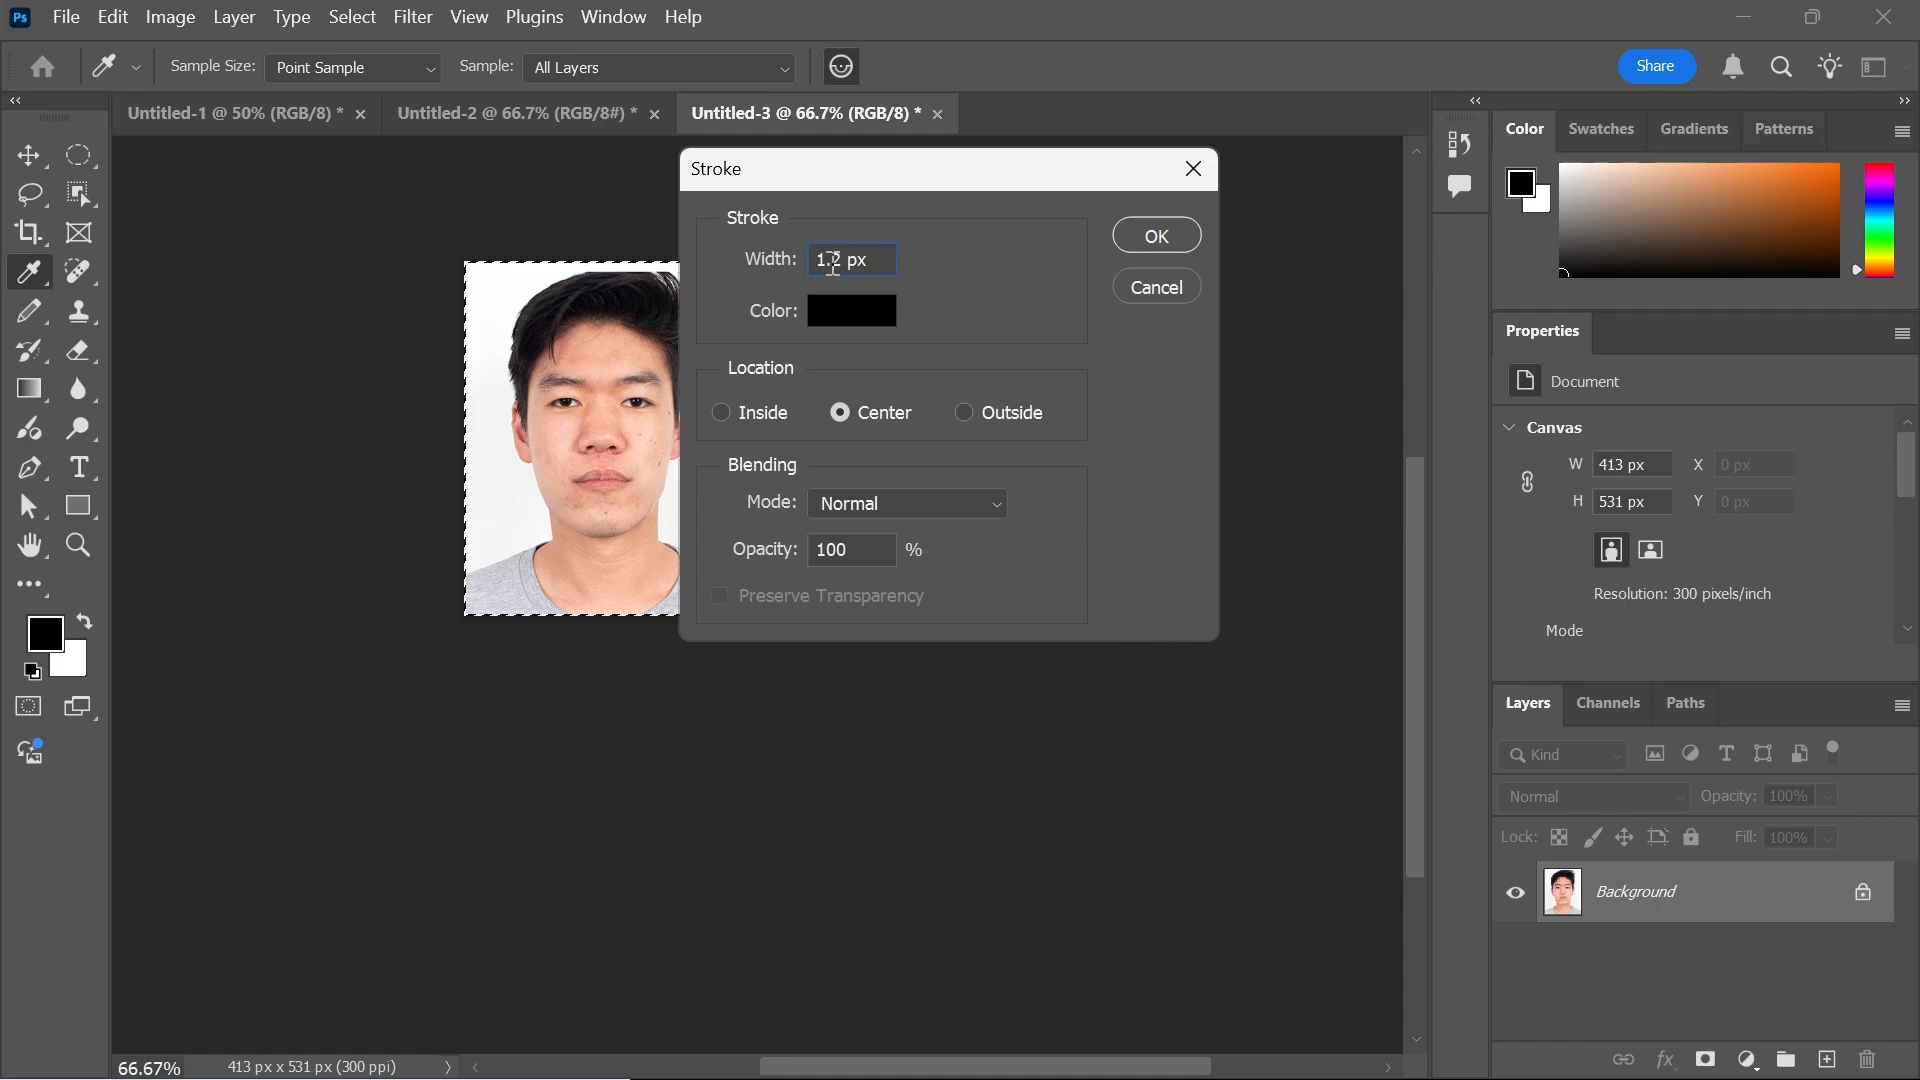 Ps File Edit Image Layer Type Select Filter View Plugins Window Help
Sample Size: Point Sample Sample: All Layers Share
Untitled-1 @ 50% (RGB/8) * Untitled-2 @ 66.7% (RGB/8#) * Untitled-3 @ 66.7% (RGB/8) *
Stroke
Stroke
Width: 1.2 px
Color:
OK
Cancel
Location
Inside Center Outside
Blending
Mode: Normal
Opacity: 100 %
Preserve Transparency
Color Swatches Gradients Patterns
Properties
Document
Canvas
W 413 px X 0 px
H 531 px Y 0 px
Resolution: 300 pixels/inch
Mode
Layers Channels Paths
Kind
Normal Opacity: 100%
Lock: Fill: 100%
Background
66.67% 413 px x 531 px (300 ppi)